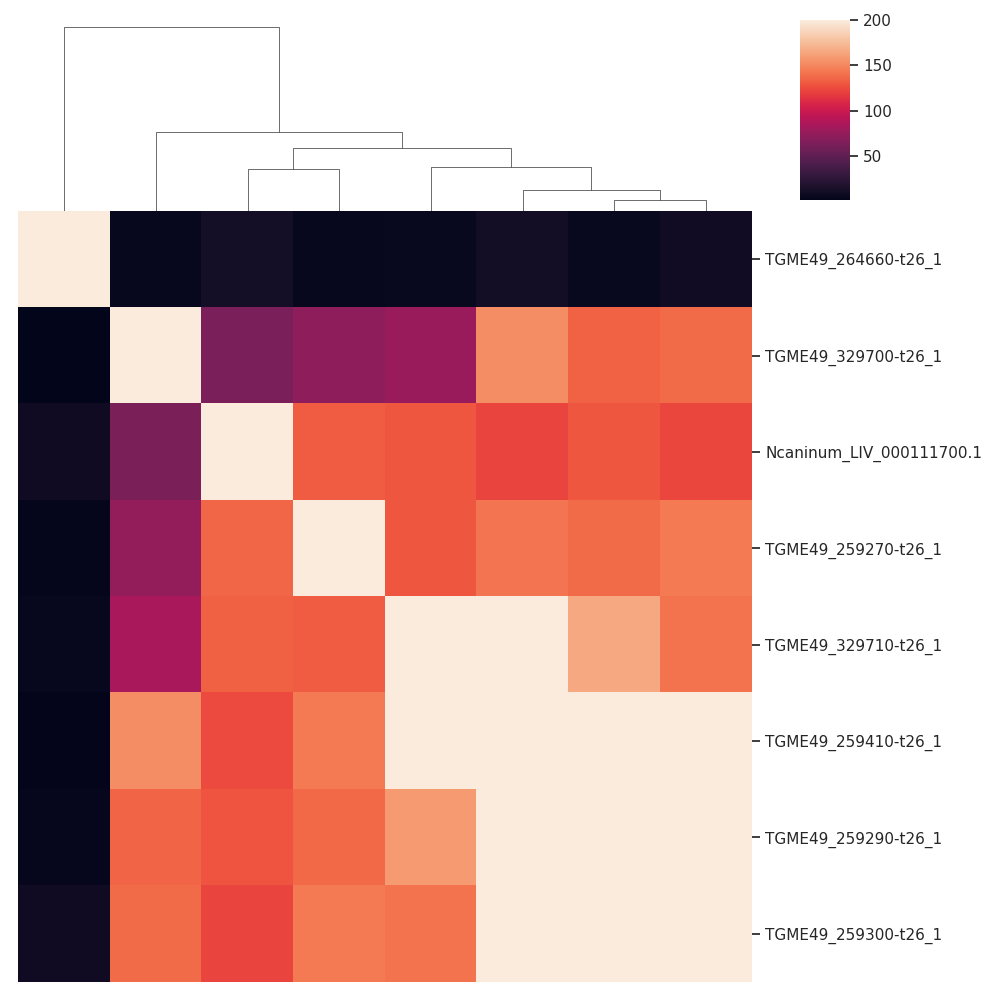 200
150
100
50
TGME49_264660-t26_1
TGME49_329700-t26_1
Ncaninum_LIV_000111700.1
TGME49_259270-t26_1
TGME49_329710-t26_1
TGME49_259410-t26_1
TGME49_259290-t26_1
TGME49_259300-t26_1